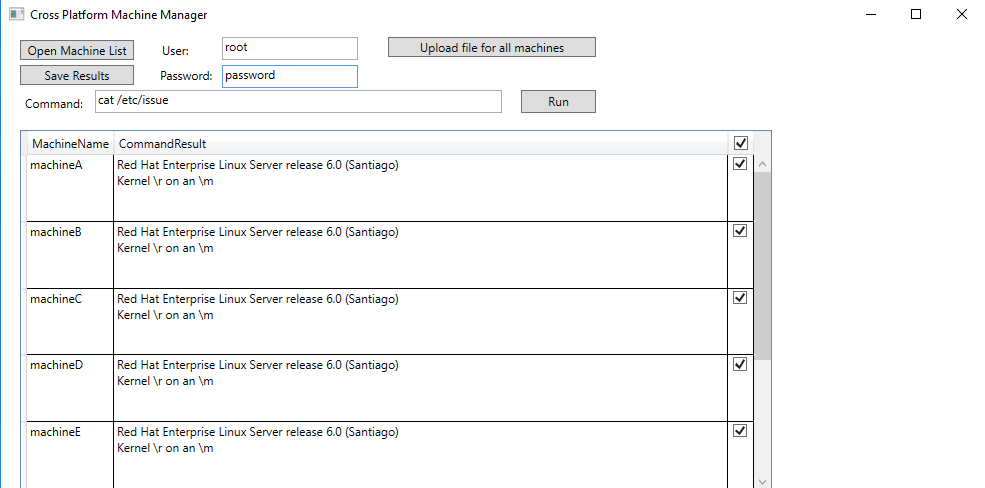 Cross Platform Machine Manager
Open Machine List User: root Upload file for all machines
Save Results Password: password
Command: cat /etc/issue Run
MachineName CommandResult
machineA Red Hat Enterprise Linux Server release 6.0 (Santiago)
Kernel \r on an \m
machineB Red Hat Enterprise Linux Server release 6.0 (Santiago)
Kernel \r on an \m
machineC Red Hat Enterprise Linux Server release 6.0 (Santiago)
Kernel \r on an \m
machineD Red Hat Enterprise Linux Server release 6.0 (Santiago)
Kernel \r on an \m
machineE Red Hat Enterprise Linux Server release 6.0 (Santiago)
Kernel \r on an \m